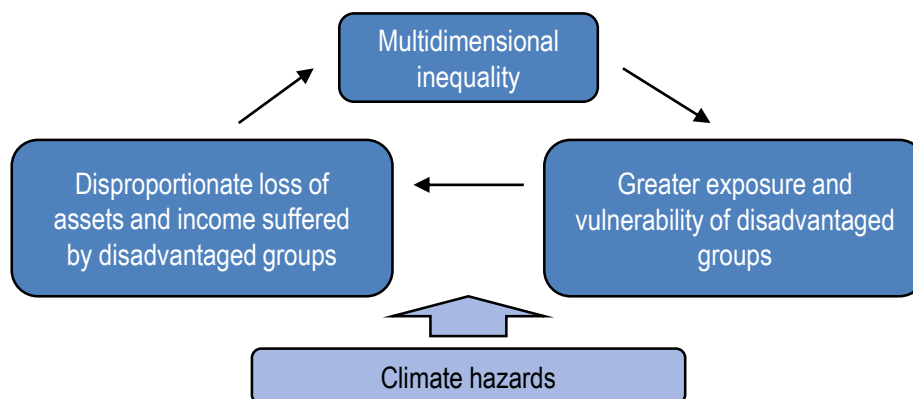 Multidimensional
inequality
Disproportionate loss of
assets and income suffered
by disadvantaged groups
Greater exposure and
vulnerability of disadvantaged
groups
Climate hazards